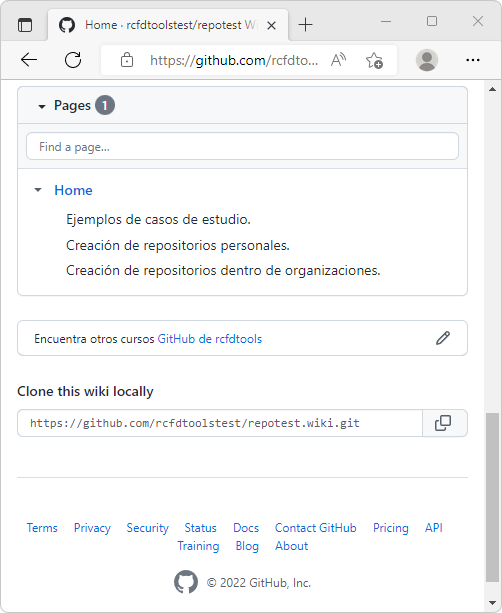 Home · rcfdtoolstest/repotest W
https://github.com/rcfdto...
Pages 1
Find a page...
Home
Ejemplos de casos de estudio.
Creación de repositorios personales.
Creación de repositorios dentro de organizaciones.
Encuentra otros cursos GitHub de rcfdtools
Clone this wiki locally
https://github.com/rcfdtoolstest/repotest.wiki.git
Terms Privacy Security Status Docs Contact GitHub Pricing API
Training Blog About
© 2022 GitHub, Inc.